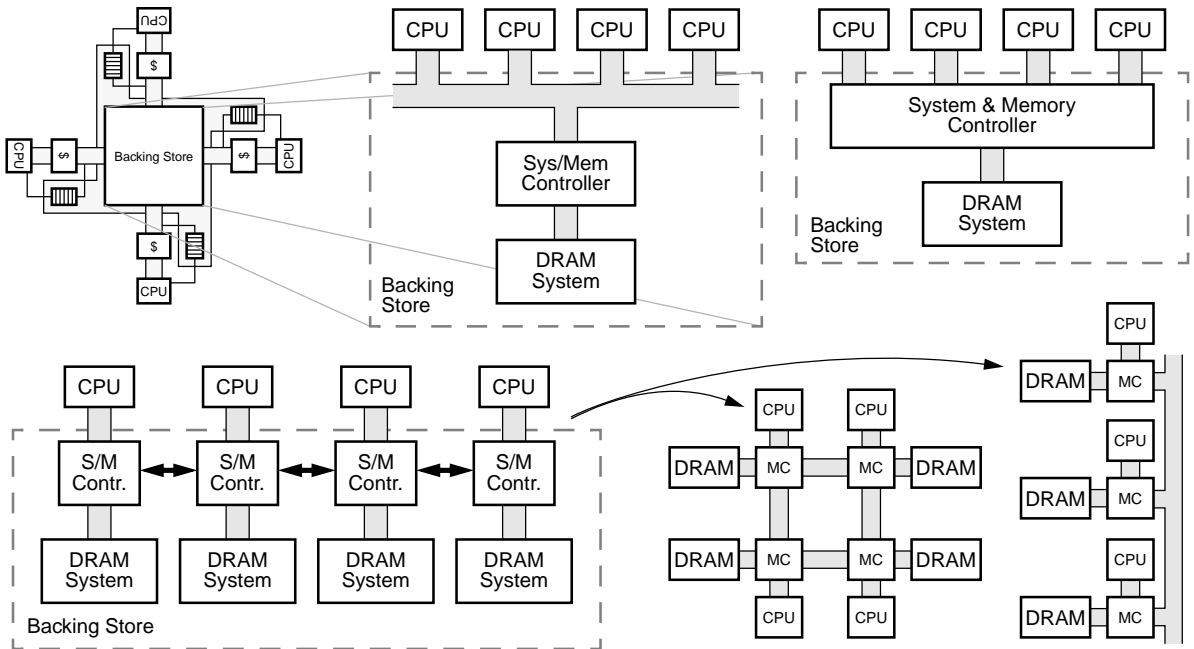 CPU
$
$
CPU
Backing Store
$
CPU
$
CPU
CPU
CPU
CPU
CPU
Sys/Mem
Controller
DRAM
System
Backing
Store
CPU
CPU
CPU
CPU
System & Memory
Controller
DRAM
System
Backing
Store
CPU
CPU
CPU
CPU
S/M
Contr.
S/M
Contr.
S/M
Contr.
S/M
Contr.
DRAM
System
DRAM
System
DRAM
System
DRAM
System
Backing Store
CPU
CPU
DRAM
MC
MC
DRAM
DRAM
MC
MC
DRAM
CPU
CPU
CPU
DRAM
MC
CPU
DRAM
MC
CPU
DRAM
MC